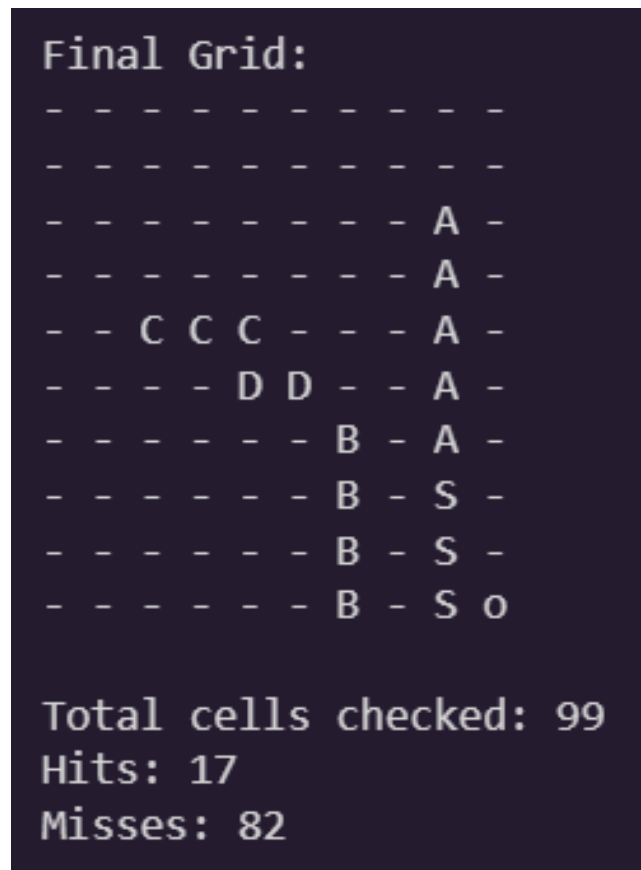 Final Grid:
- - - - - - - - - -
- - - - - - - - - -
- - - - - - - - A -
- - - - - - - - A -
- - C C C - - - A -
- - - - D D - - A -
- - - - - - B - A -
- - - - - - B - S -
- - - - - - B - S -
- - - - - - B - S o
Total cells checked: 99
Hits: 17
Misses: 82